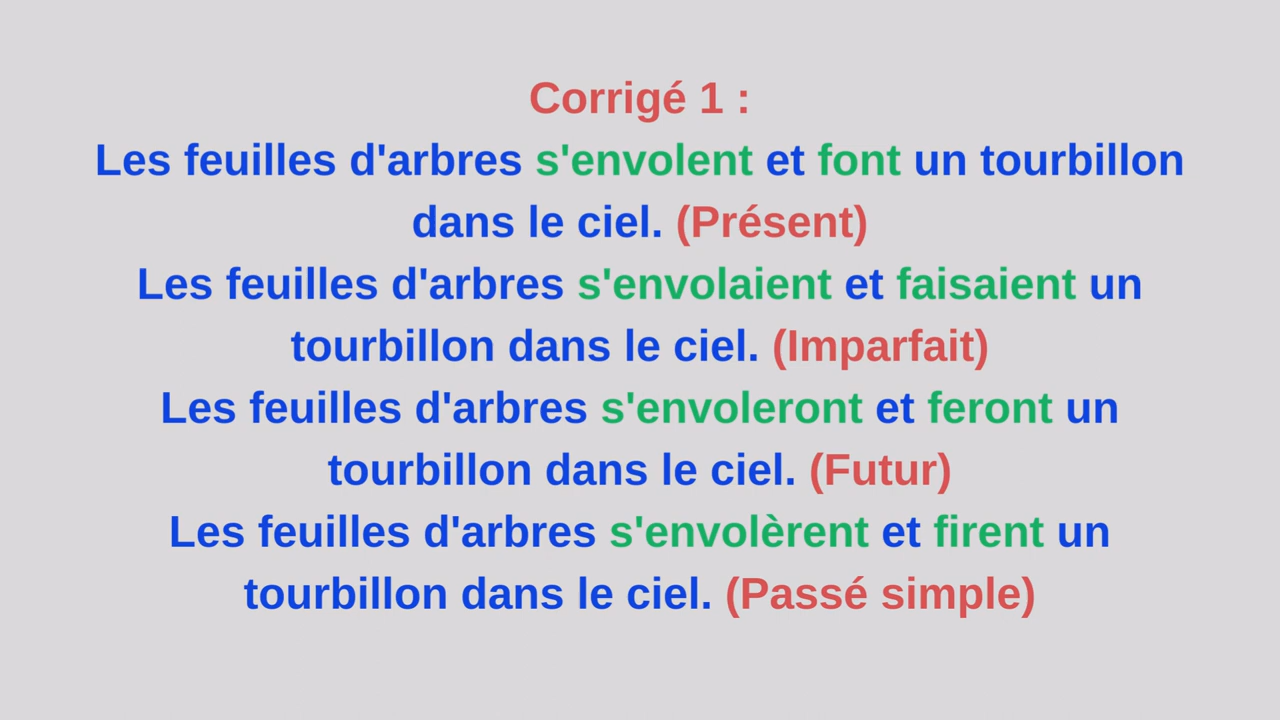 Corrigé 1 :
Les feuilles d'arbres s'envolent et font un tourbillon
dans le ciel. (Présent)
Les feuilles d'arbres s'envolaient et faisaient un
tourbillon dans le ciel. (Imparfait)
Les feuilles d'arbres s'envoleront et feront un
tourbillon dans le ciel. (Futur)
Les feuilles d'arbres s'envolèrent et firent un
tourbillon dans le ciel. (Passé simple)